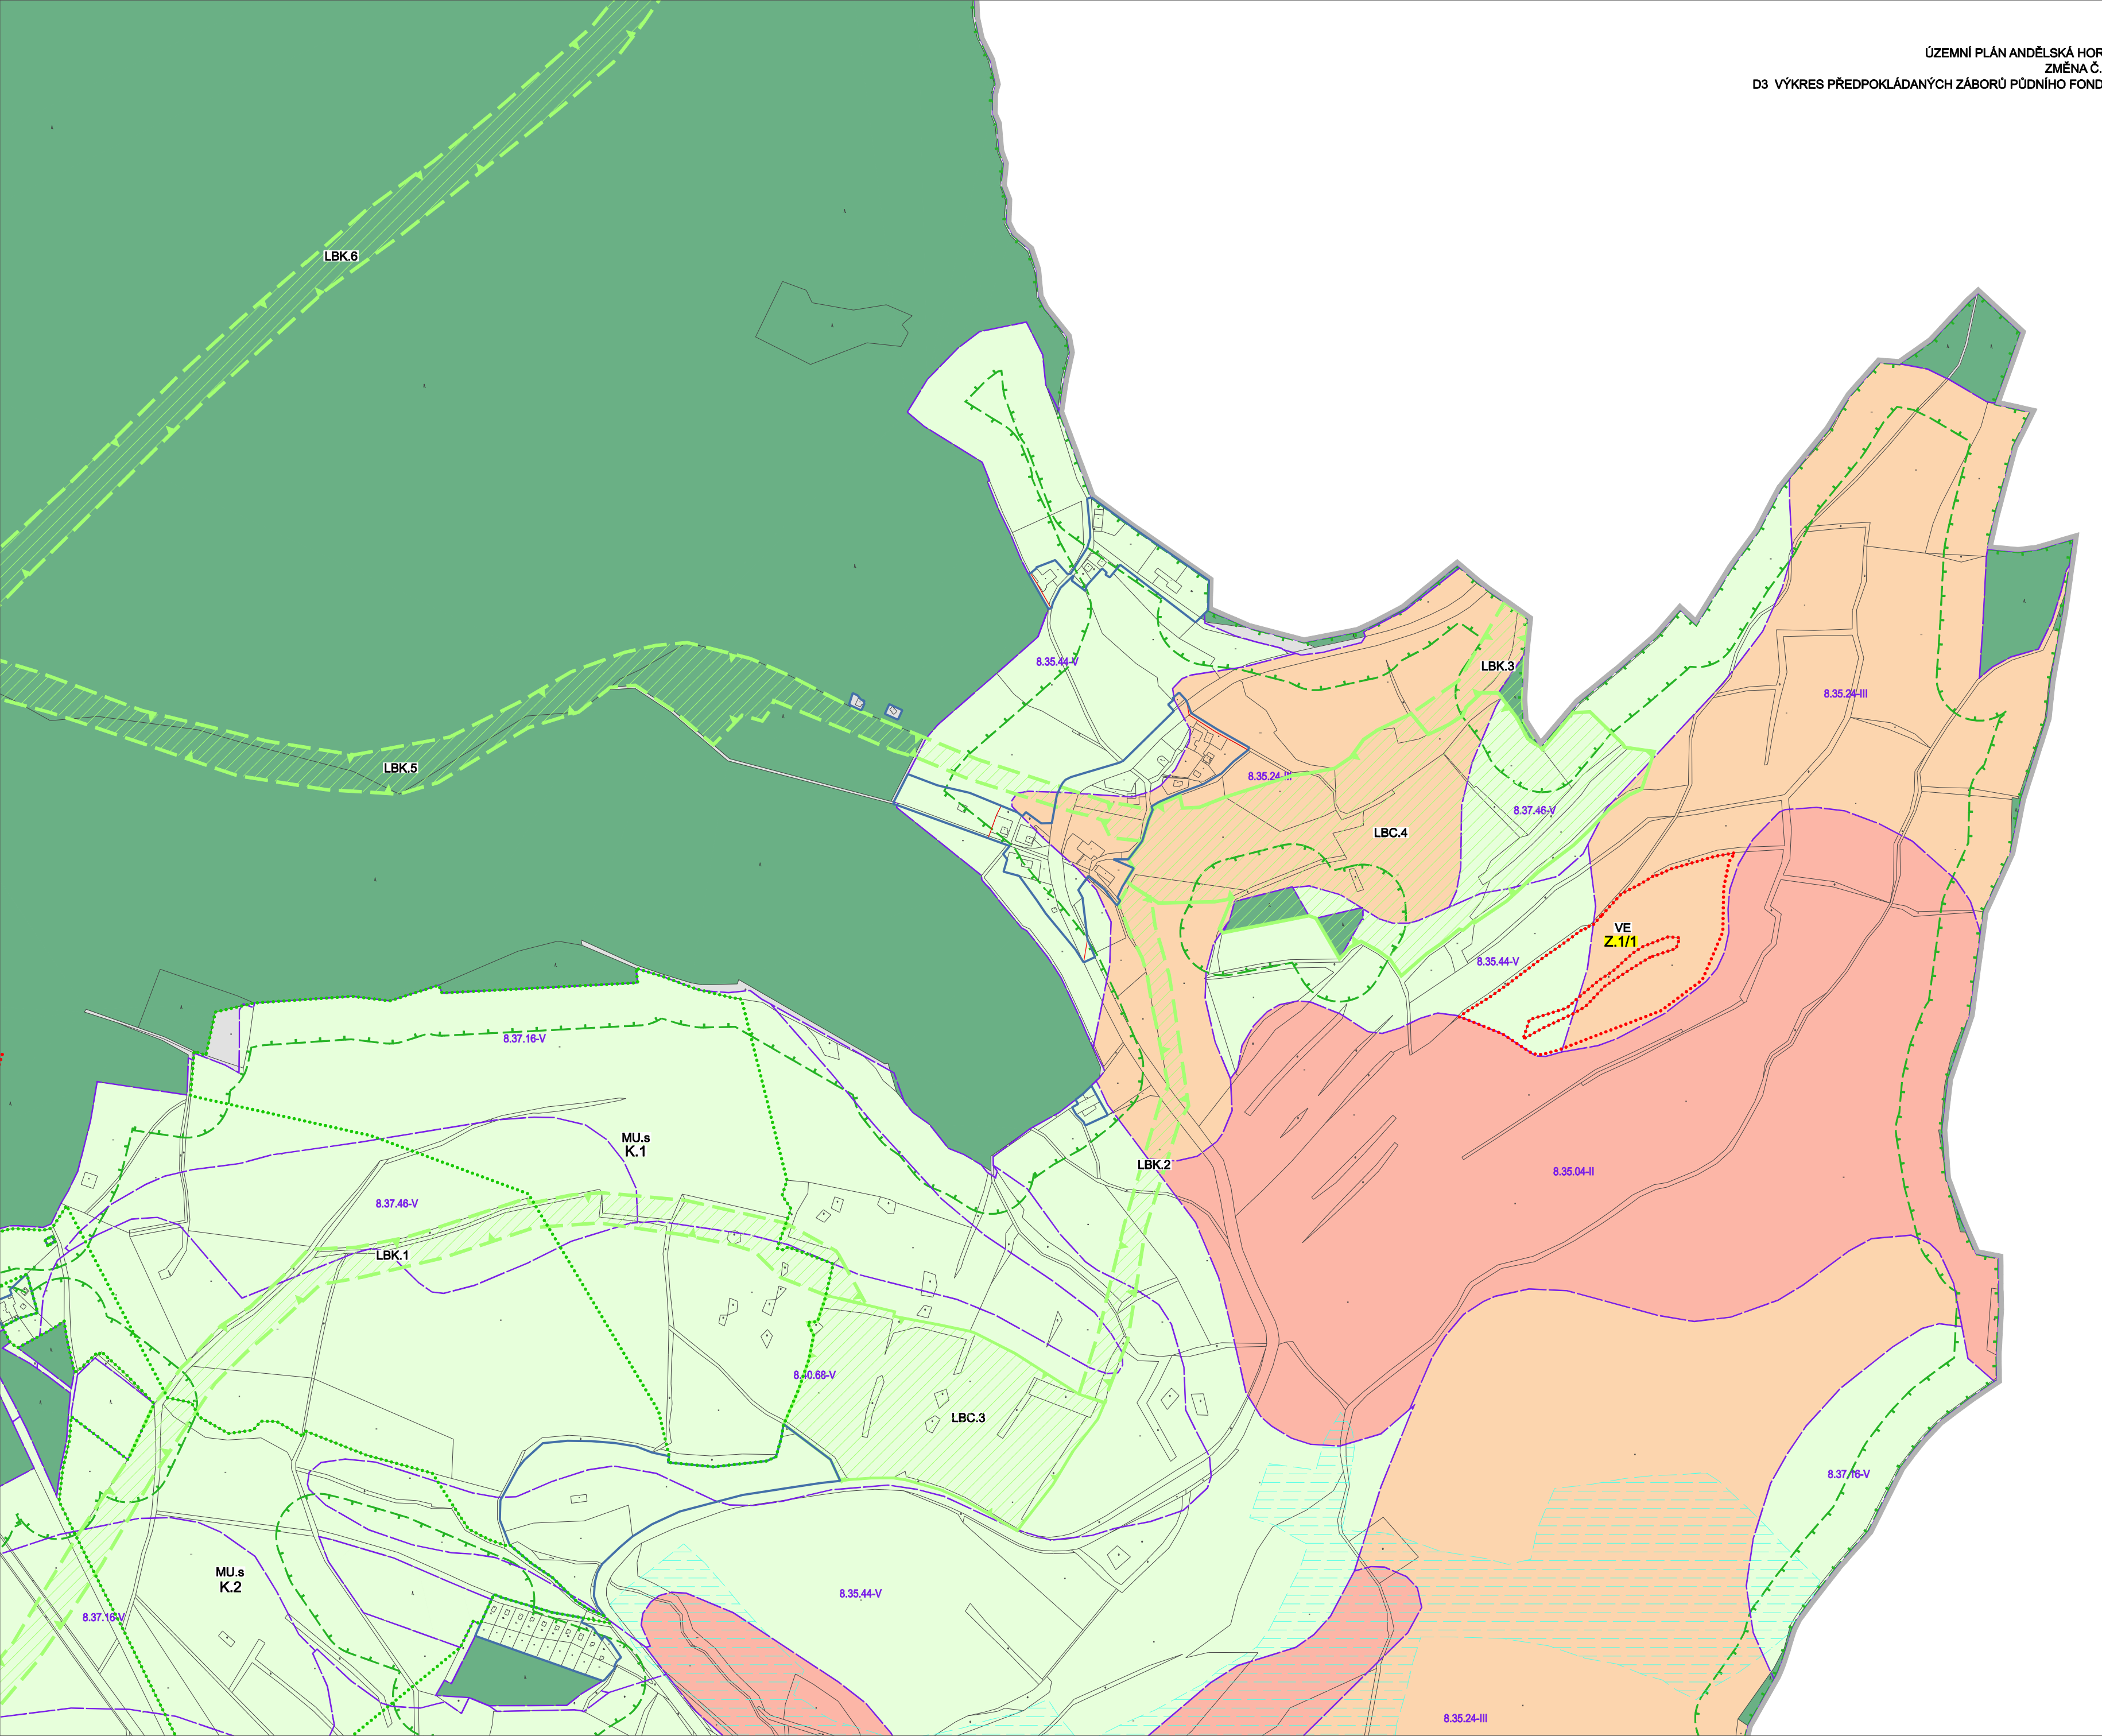 ÚZEMNÍ PLÁN ANDĚLSKÁ HOR
ZMĚNA Č.
D3 VÝKRES PŘEDPOKLÁDANÝCH ZÁBORŮ PŮDNÍHO FOND
LBK.6
8.35.44-V
LBK.3
8.35.24-III
LBK.5
8.35.24-III
8.37.46-V
LBC.4
VE
Z.1/1
8.35.44-V
8.37.16-V
MU.s
K.1
LBK.2
8.35.04-II
8.37.46-V
LBK.1
8.40.68-V
LBC.3
8.37.16-V
MU.s
K.2
8.35.44-V
8.37.16-V
8.35.24-III